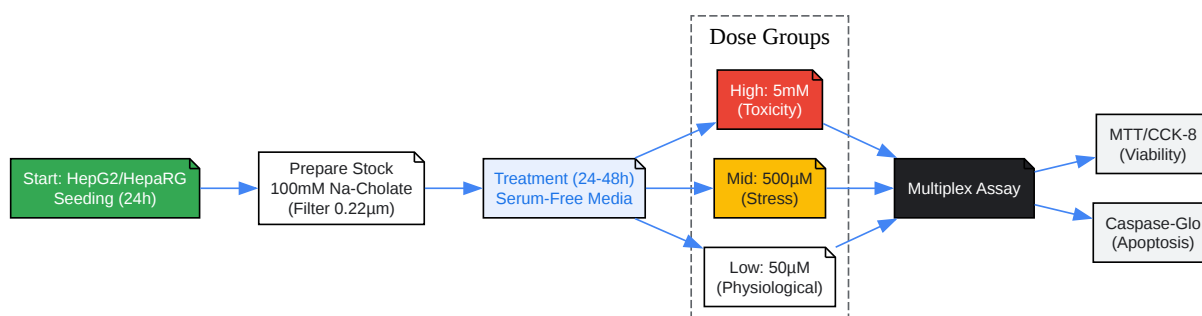 Start: HepG2/HepaRG
Seeding (24h)
Prepare Stock
100mM Na-Cholate
(Filter 0.22µm)
Treatment (24-48h)
Serum-Free Media
Dose Groups
High: 5mM
(Toxicity)
Mid: 500µM
(Stress)
Low: 50µM
(Physiological)
Multiplex Assay
MTT/CCK-8
(Viability)
Caspase-Glo
(Apoptosis)